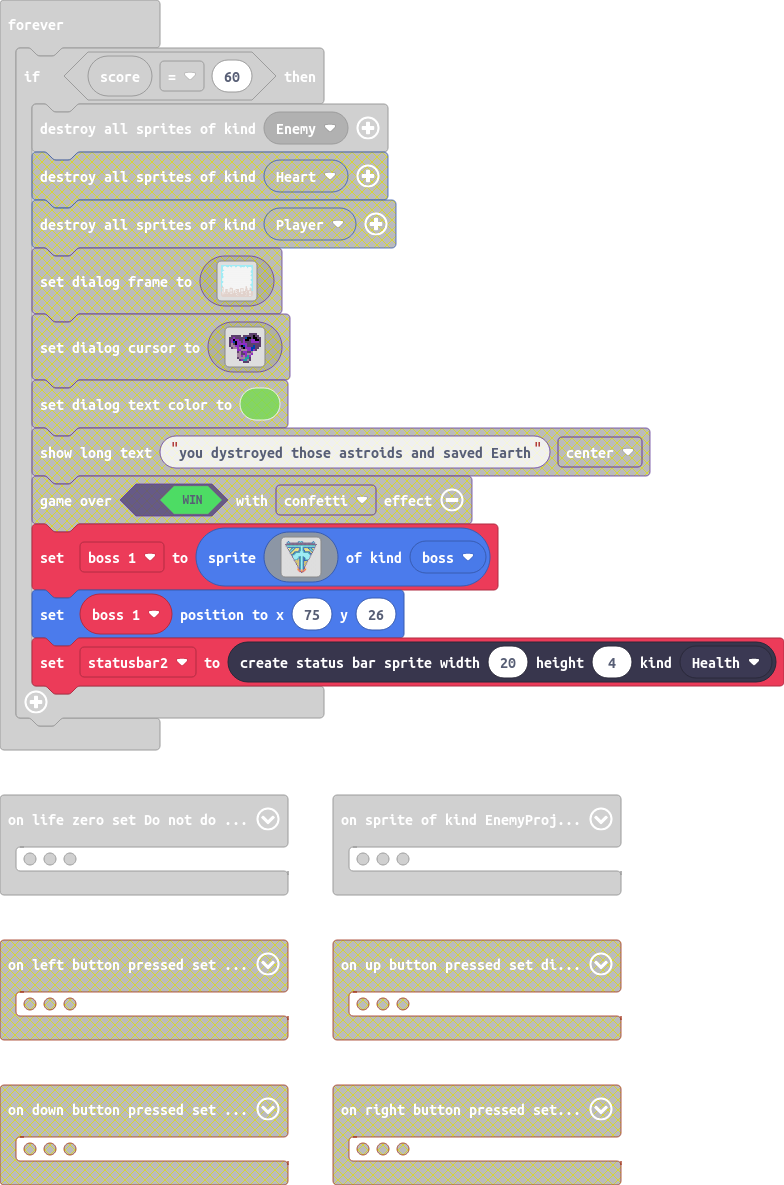 forever
if score = 60 then
destroy all sprites of kind Enemy
destroy all sprites of kind Heart
destroy all sprites of kind Player
set dialog frame to
set dialog cursor to
set dialog text color to
show long text "you dystroyed those astroids and saved Earth" center
game over WIN with confetti effect
set boss 1 to sprite of kind boss
set boss 1 position to x 75 y 26
set statusbar2 to create status bar sprite width 20 height 4 kind Health
on life zero set Do not do ...
on sprite of kind EnemyProj...
on left button pressed set ...
on up button pressed set di...
on down button pressed set ...
on right button pressed set...